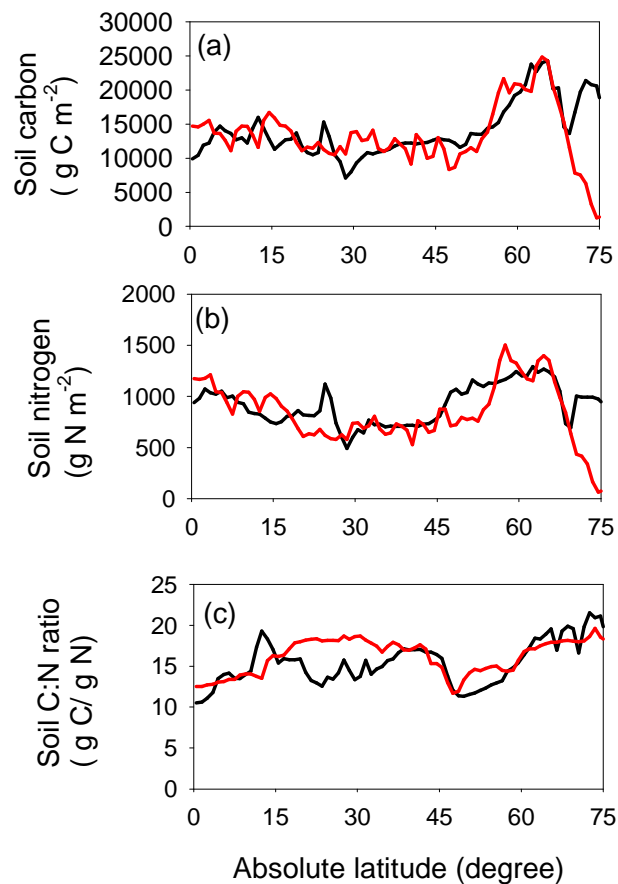 (a)
Soil carbon
( g C m-2)
30000
25000
20000
15000
10000
5000
0
0 15 30 45 60 75
(b)
Soil nitrogen
(g N m-2)
2000
1500
1000
500
0
0 15 30 45 60 75
(c)
Soil C:N ratio
( g C/ g N)
25
20
15
10
5
0
0 15 30 45 60 75
Absolute latitude (degree)